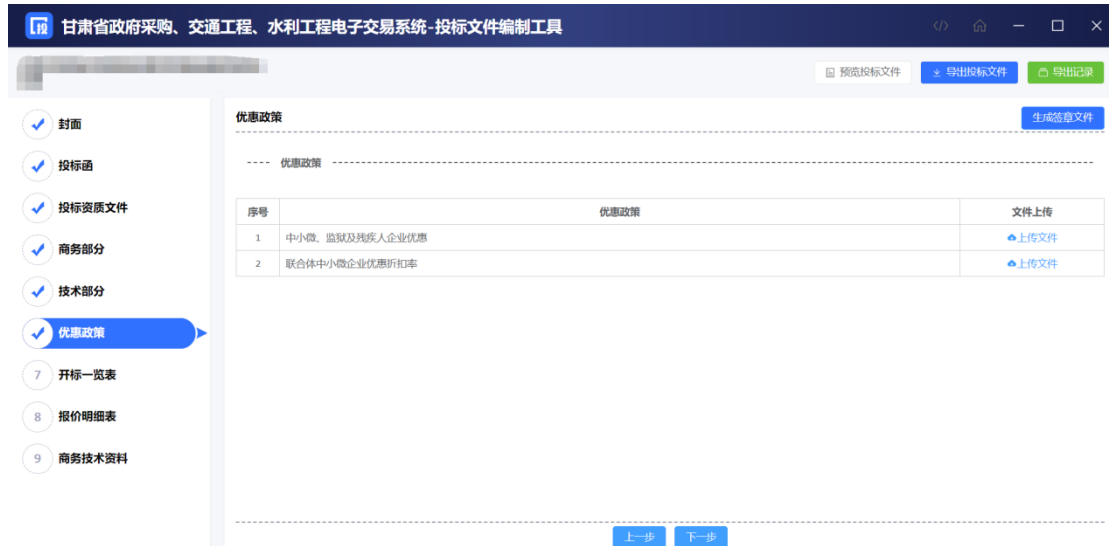 投 甘肃省政府采购、交通工程、水利工程电子交易系统-投标文件编制工具
预览投标文件 导出投标文件 导出记录
封面
投标函
投标资质文件
商务部分
技术部分
优惠政策
7 开标一览表
8 报价明细表
9 商务技术资料
优惠政策 生成签章文件
优惠政策
序号 优惠政策 文件上传
1 中小微、监狱及残疾人企业优惠 上传文件
2 联合体中小微企业优惠折扣率 上传文件
上一步 下一步